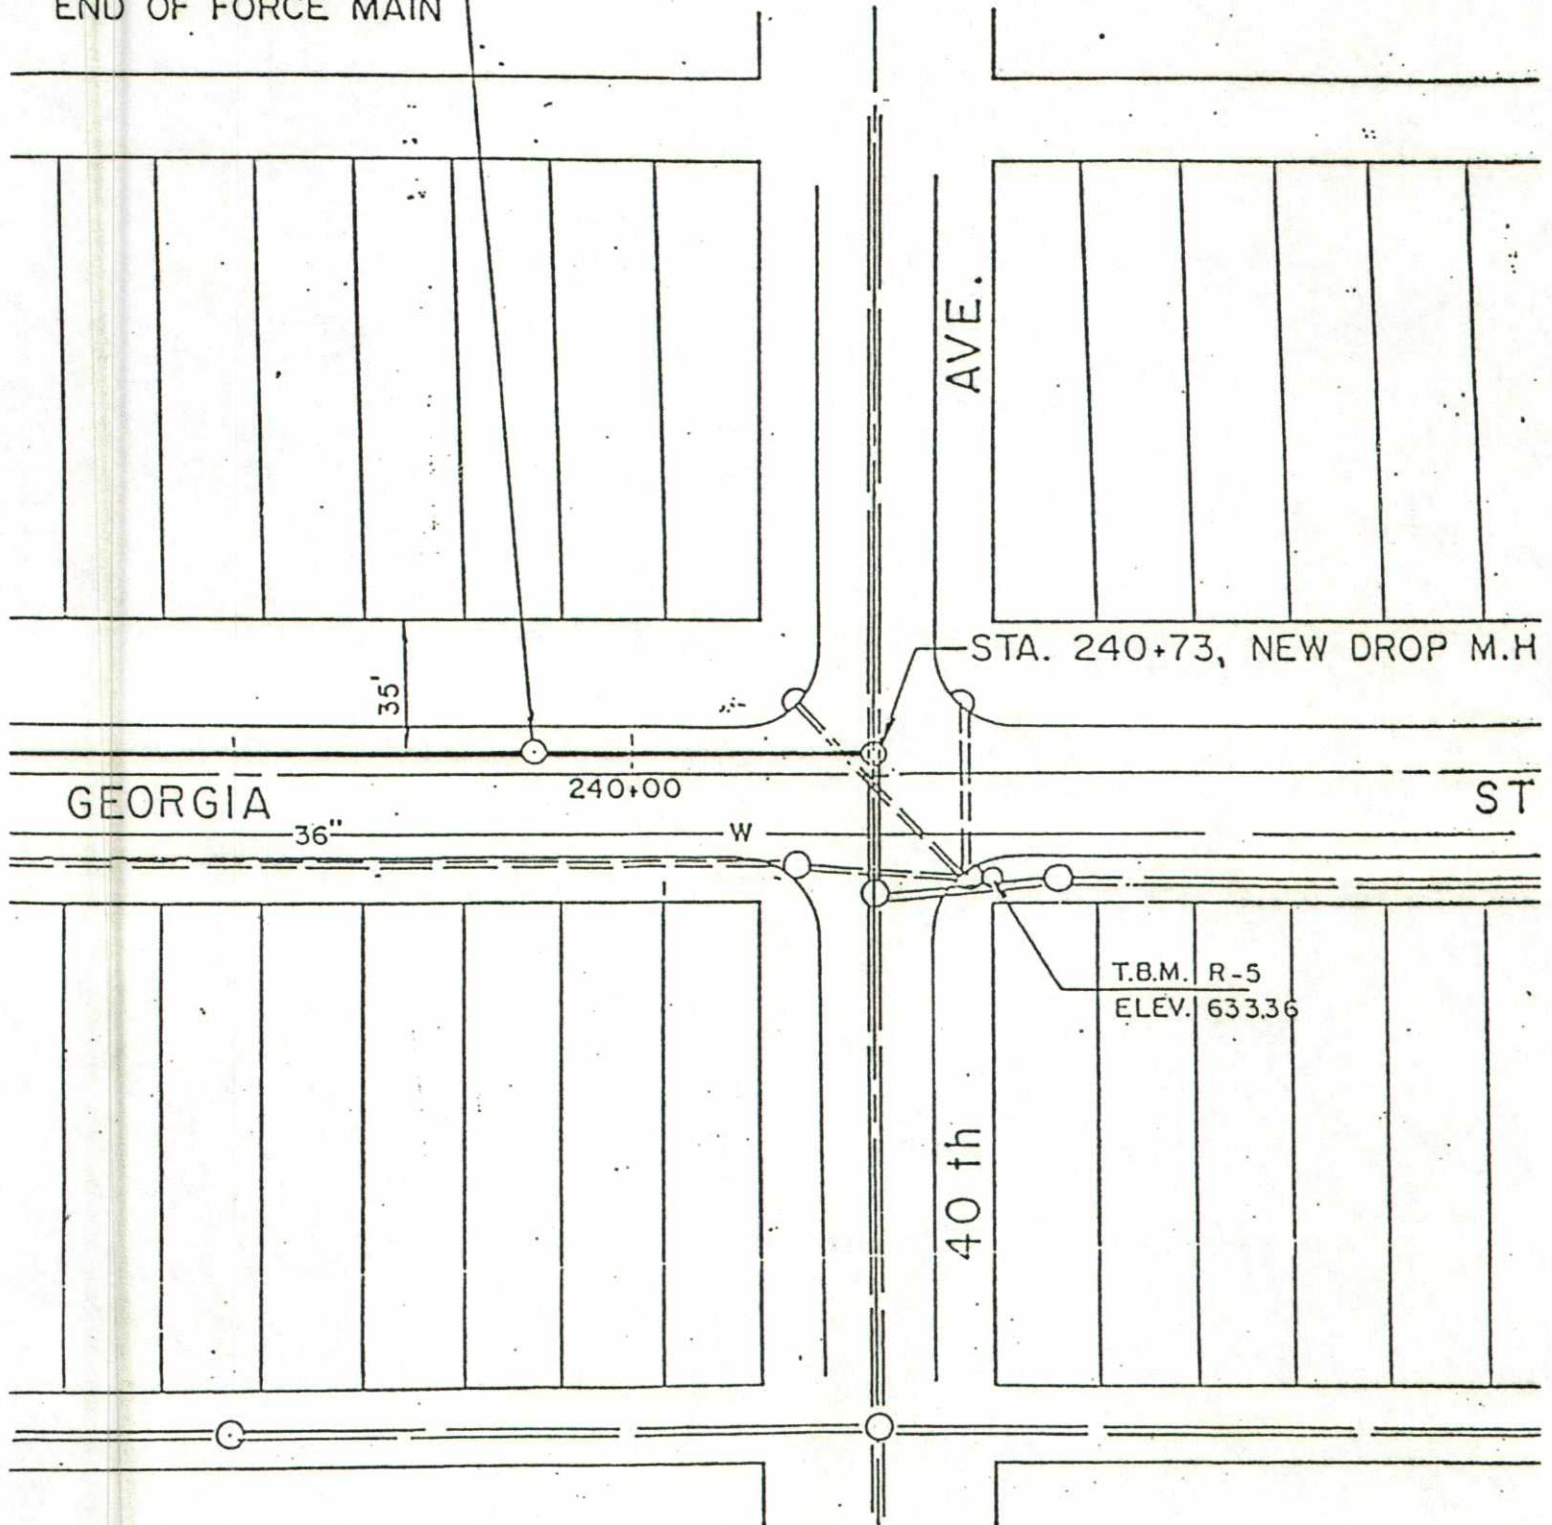 END OF FORCE MAIN
AVE.
STA. 240+73, NEW DROP M.H
35'
240+00
GEORGIA
ST
36"
W
T.B.M. R-5
ELEV. 633.36
40 th